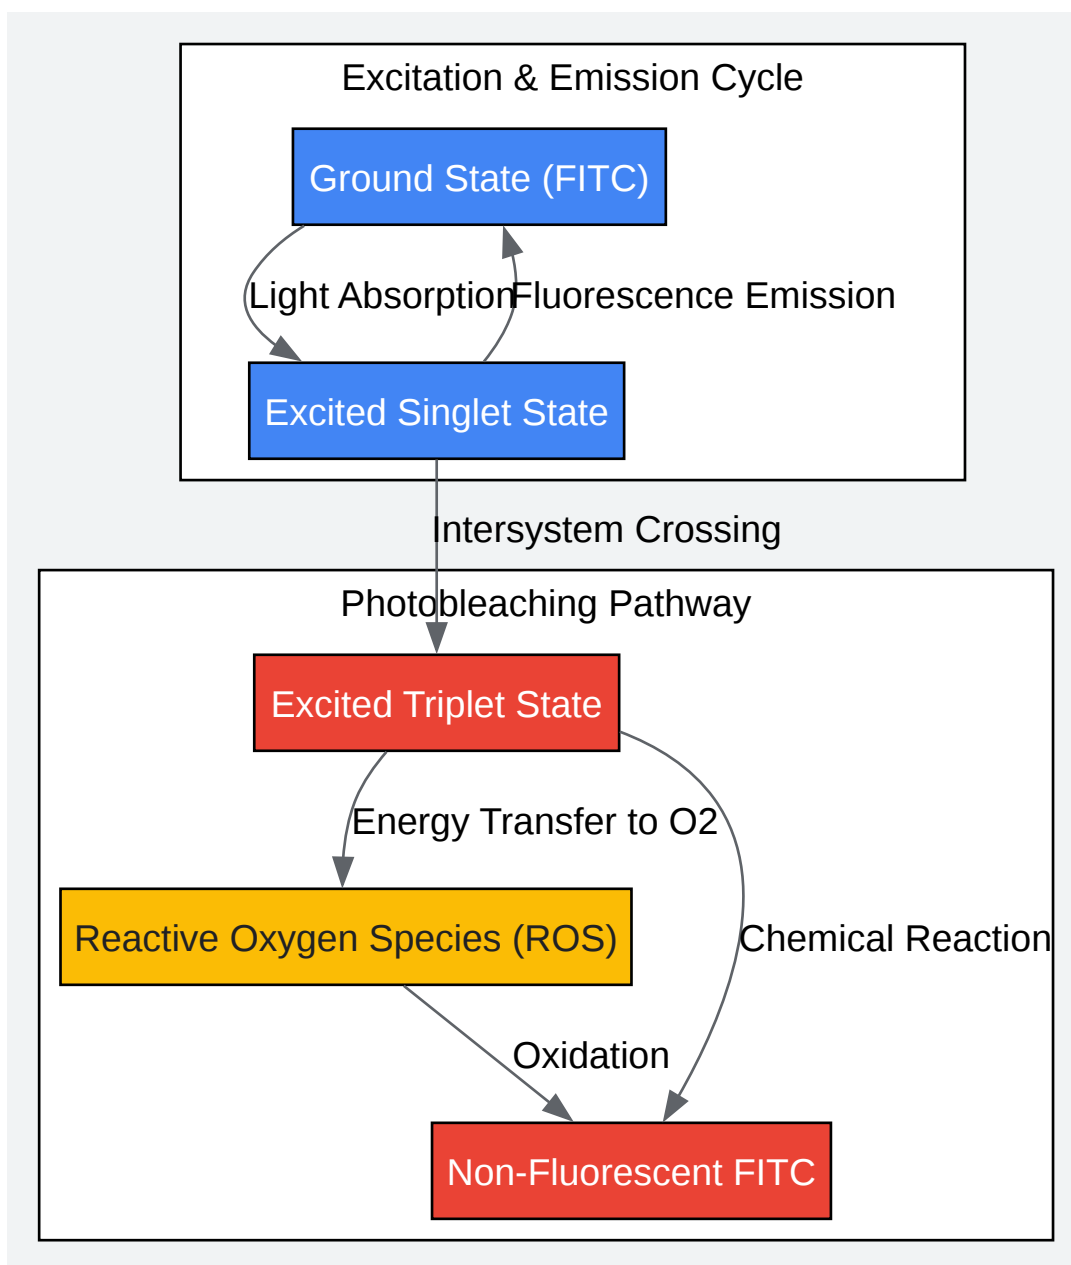 Excitation & Emission Cycle
Ground State (FITC)
Light Absorption
Fluorescence Emission
Excited Singlet State
Intersystem Crossing
Photobleaching Pathway
Excited Triplet State
Energy Transfer to O2
Reactive Oxygen Species (ROS)
Chemical Reaction
Oxidation
Non-Fluorescent FITC